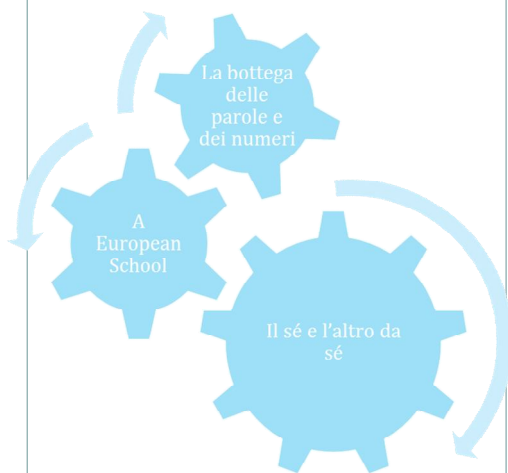 La bottega
delle
parole e
dei numeri
A
European
School
Il sé e l'altro da
sé